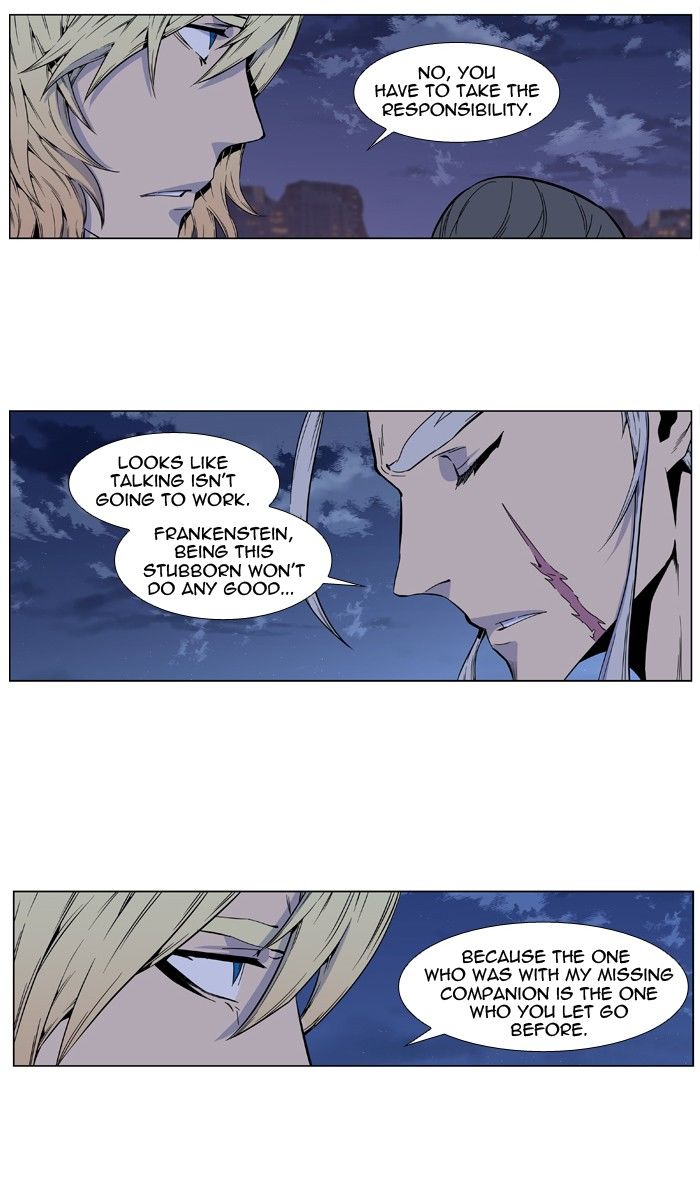 NO, YOU
HAVE TO TAKE THE
RESPONSIBILITY.
LOOKS LIKE
TALKING ISN'T
GOING TO WORK.
FRANKENSTEIN,
BEING THIS
STUBBORN WON'T
DO ANY GOOD...
BECAUSE THE ONE
WHO WAS WITH MY MISSING
COMPANION IS THE ONE
WHO YOU LET GO
BEFORE.